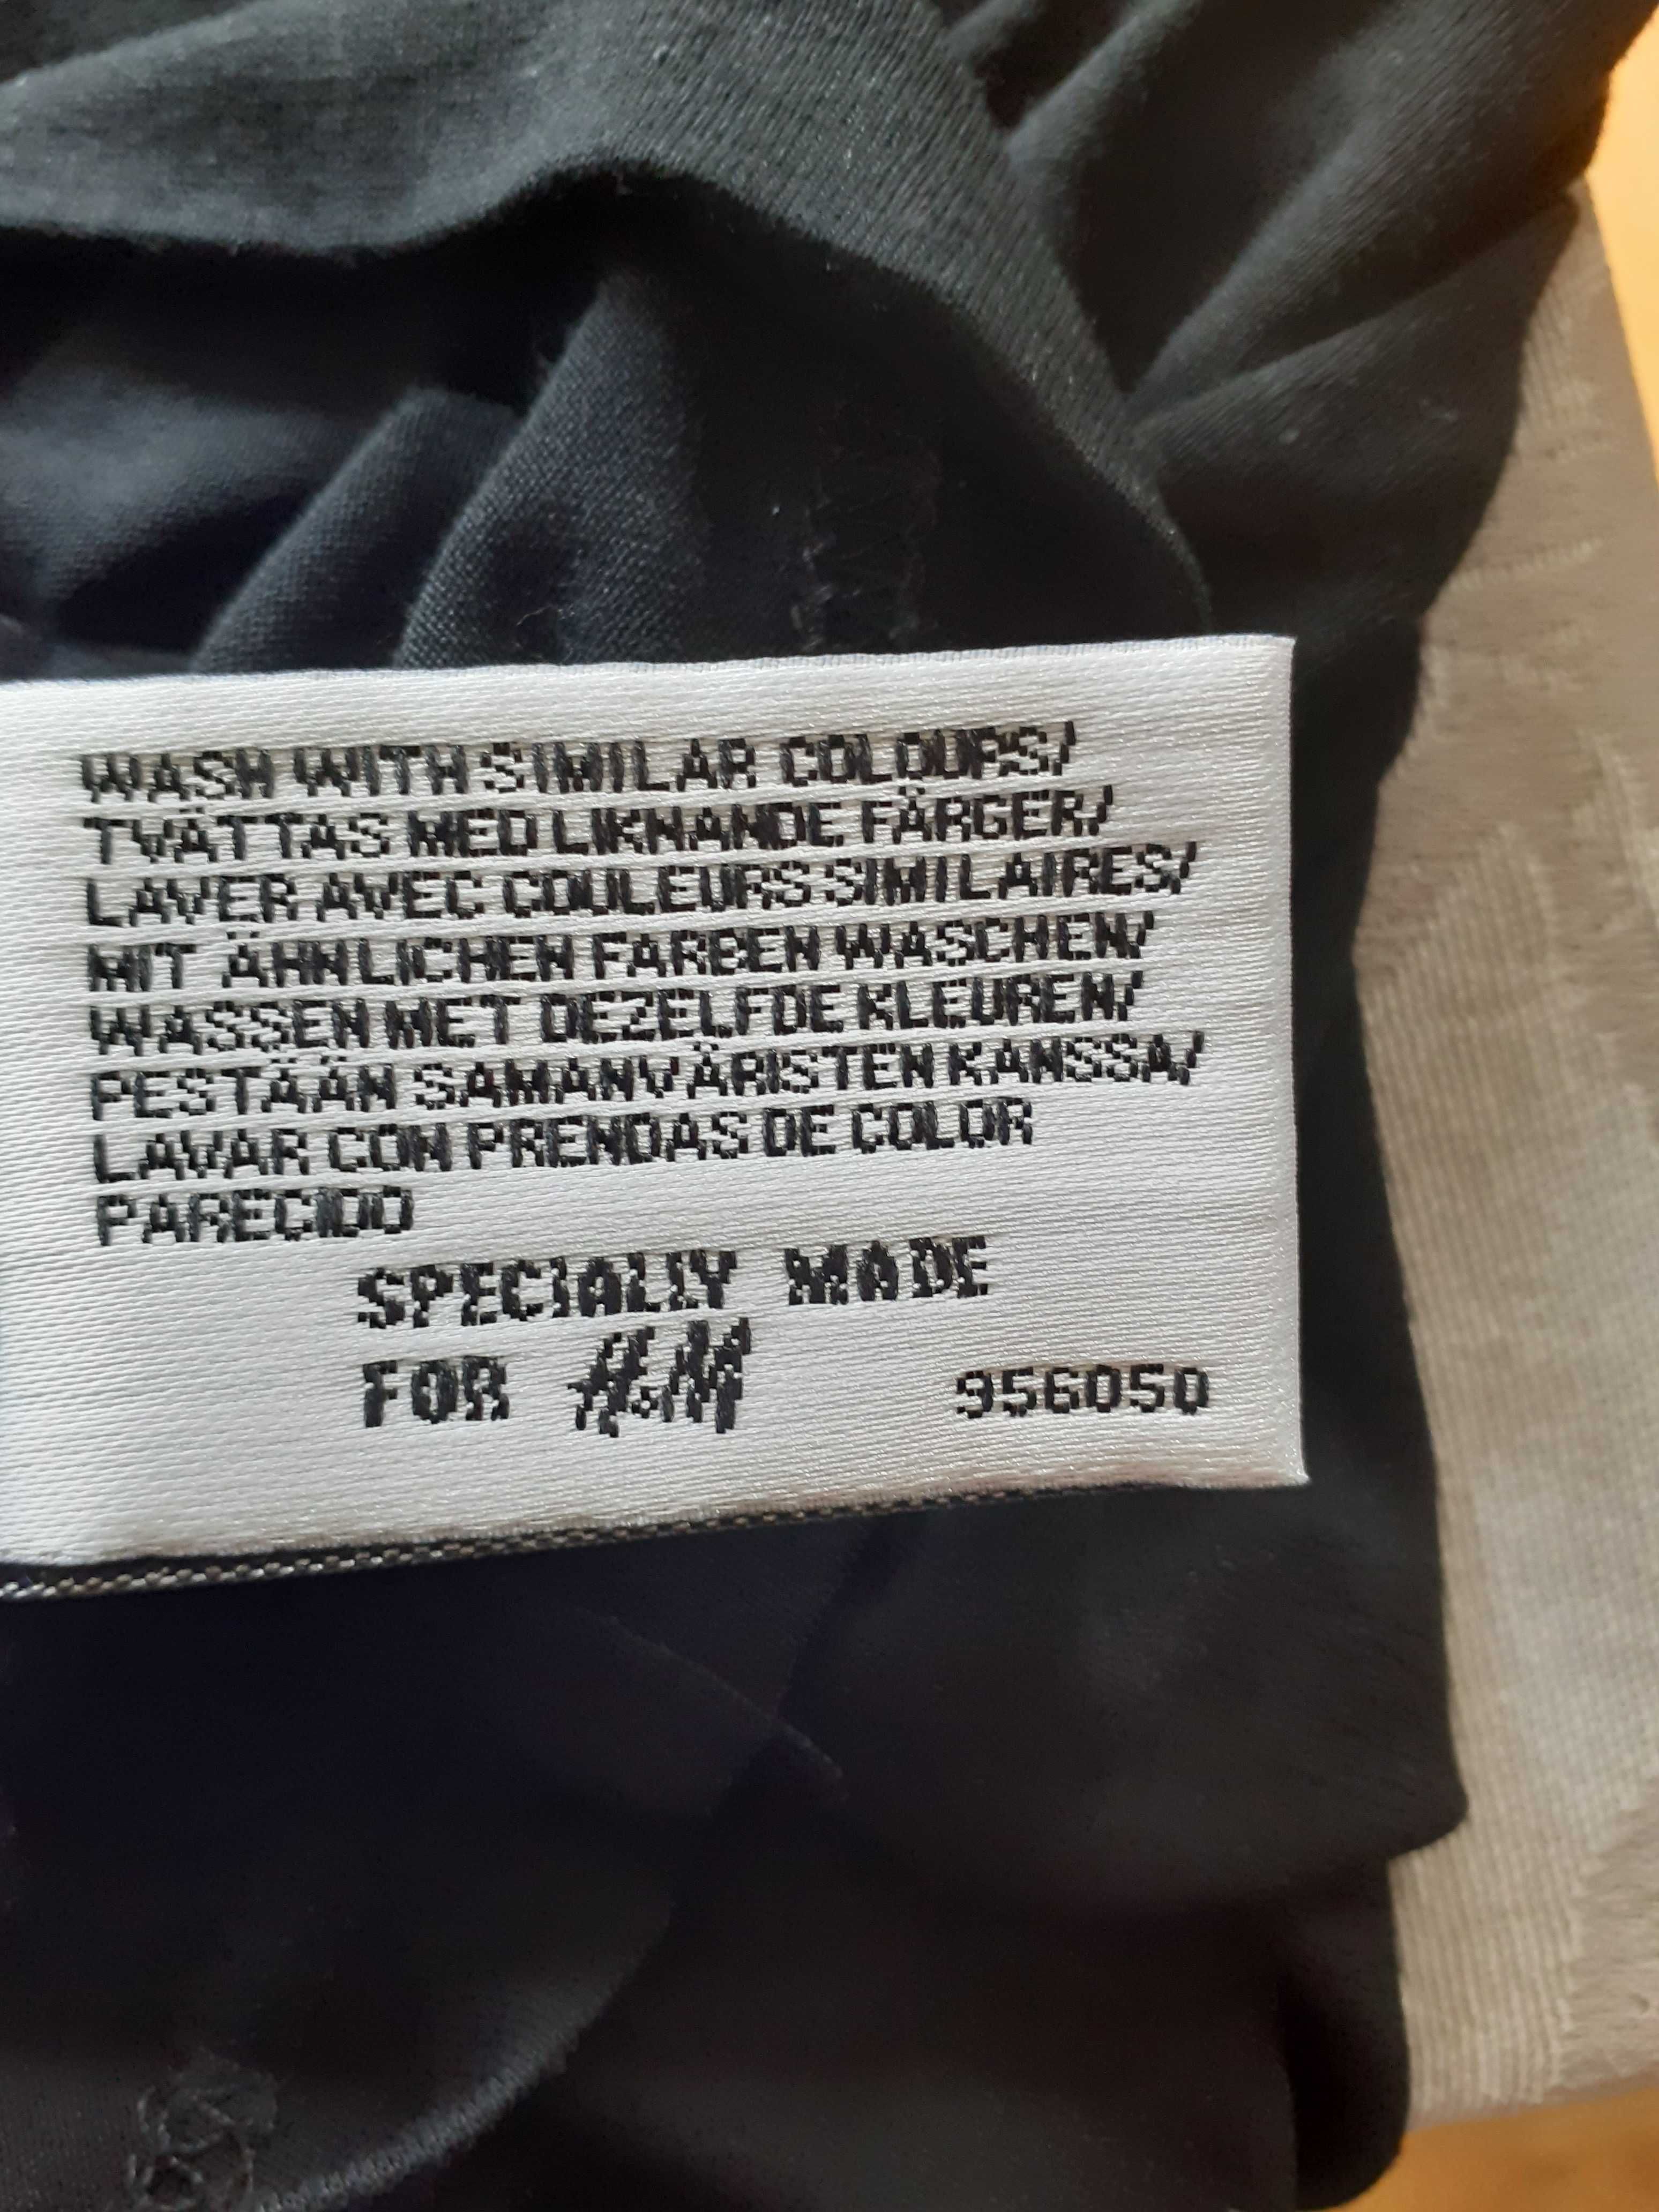 WASH WITH SIMILAR COLOURS/
TVÄTTAS MED LIKNANDE FÄRGER/
LAVER AVEC COULEURS SIMILAIRES/
MIT ÄHNLICHEN FARBEN WASCHEN/
WASSEN MET DEZELFDE KLEUREN/
PESTÄÄN SAMANVÄRISTEN KANSSA/
LAVAR CON PRENDAS DE COLOR
PARECIDO
SPECIALLY MADE
FOR H&M 956050